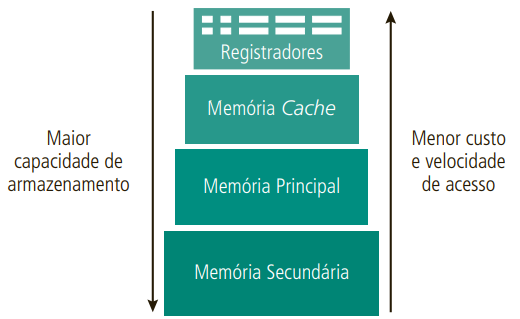 Registradores
Memória Cache
Maior
capacidade de
armazenamento
Menor custo
e velocidade
de acesso
Memória Principal
Memória Secundária